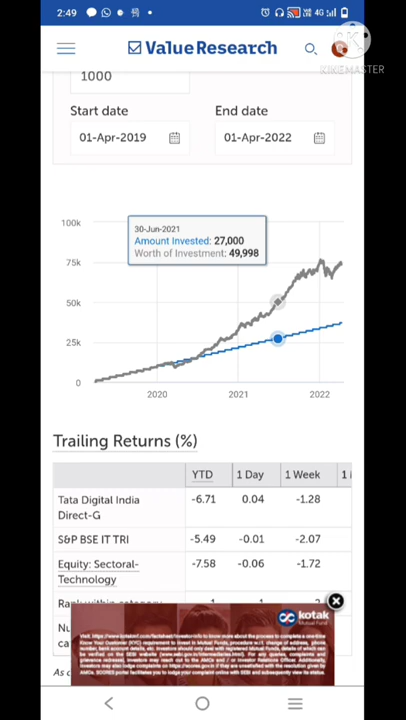 2:49
4G
KINEMASTER
ValueResearch
1000
Start date
End date
01-Apr-2019
01-Apr-2022
30-Jun-2021
Amount Invested: 27,000
Worth of Investment: 49,998
100k
75k
50k
25k
0
2020
2021
2022
Trailing Returns (%)
YTD
1 Day
1 Week
Tata Digital India
Direct-G
-6.71
0.04
-1.28
S&P BSE IT TRI
-5.49
-0.01
-2.07
Equity: Sectoral-
Technology
-7.58
-0.06
-1.72
kotak
Mutual Fund